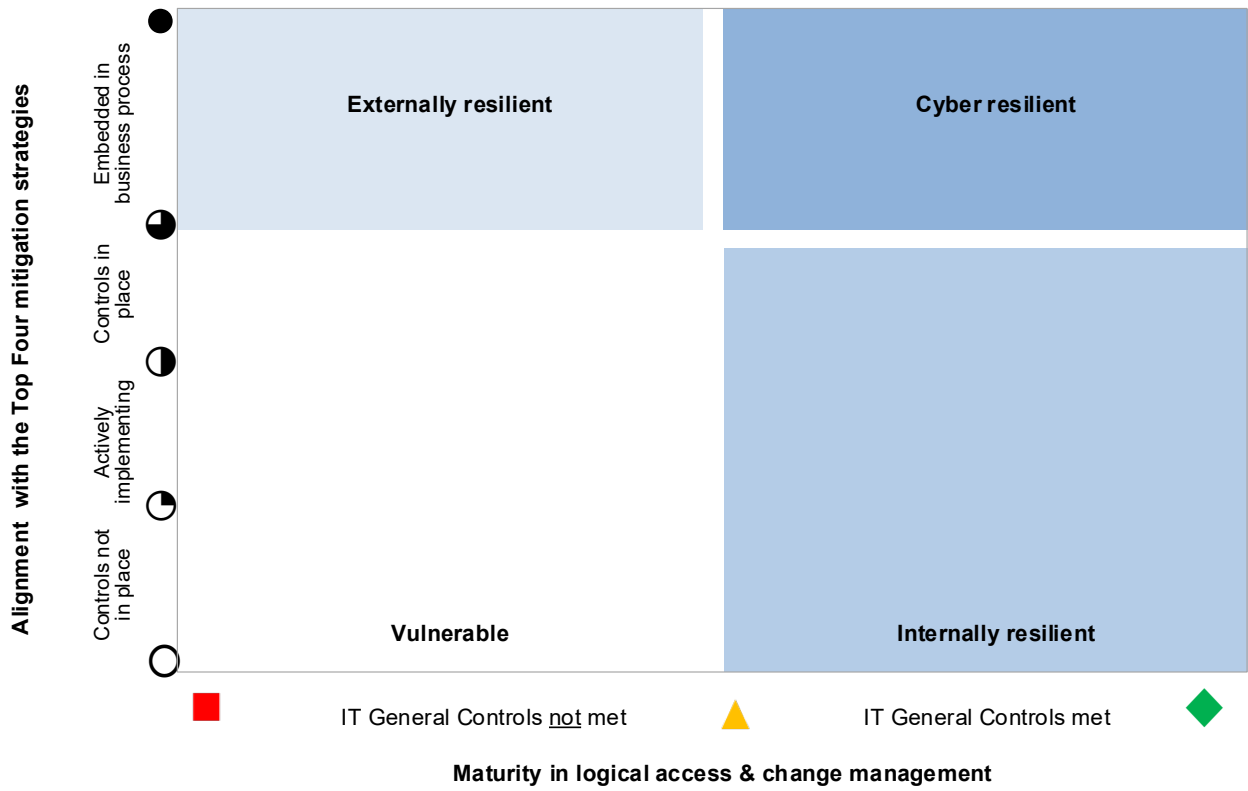 Alignment with the Top Four mitigation strategies
Embedded in
business process
Controls in
place
Actively
implementing
Controls not
in place
Externally resilient
Cyber resilient
Vulnerable
Internally resilient
IT General Controls not met
IT General Controls met
Maturity in logical access & change management